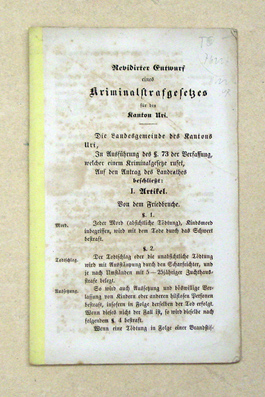 Revidirter Entwurf
eines
Kriminalstrafgesetzes
für den
Kanton Uri.
Die Landesgemeinde des Kantons
Uri,
In Ausführung des §. 73 der Verfassung,
welcher einem Kriminalgesetze rufet,
Auf den Antrag des Landrathes
beschließt:
I. Artikel.
Von dem Friedbruche.
§. 1.
Mord.
Jeder Mord (absichtliche Tödtung), Kindsmord
inbegriffen, wird mit dem Tode durch das Schwert
bestraft.
§. 2.
Todtschlag.
Der Todtschlag oder die unabsichtliche Tödtung
wird mit Ausstäupung durch den Scharfrichter, und
je nach Umständen mit 5—25jähriger Zuchthaus-
strafe belegt.
Aussetzung.
So wird auch Aussetzung und böswillige Ver-
lassung von Kindern oder anderen hilflosen Personen
bestraft, insofern in Folge derselben der Tod erfolgt.
Wenn dieses nicht der Fall ist, so wird dieselbe nach
folgendem §. 4 bestraft.
Wenn eine Tödtung in Folge einer Brandstif-